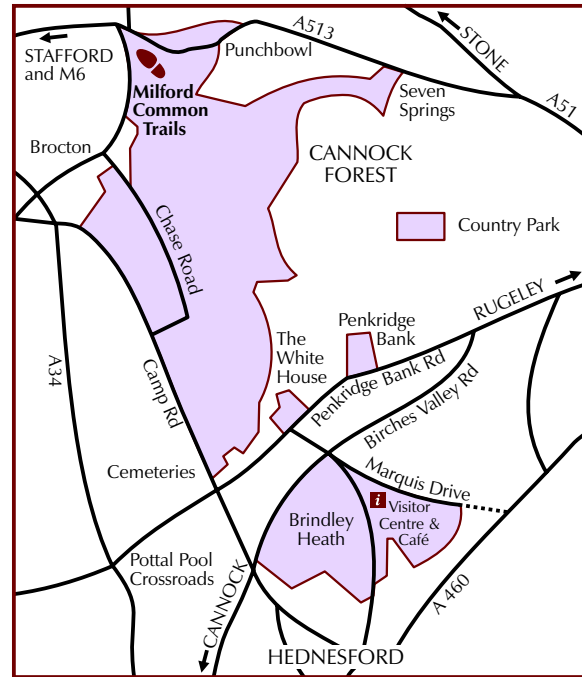 A513
STONE
STAFFORD
and M6
Punchbowl
Milford
Common
Trails
Seven
Springs
A51
Brocton
CANNOCK
FOREST
Chase Road
Country Park
RUGELEY
Penkridge
Bank
The
White
House
A34
Camp Rd
Penkridge Bank Rd
Birches Valley Rd
Cemeteries
Marquis Drive
i
Visitor
Centre &
Café
Brindley
Heath
Pottal Pool
Crossroads
CANNOCK
A 460
HEDNESFORD